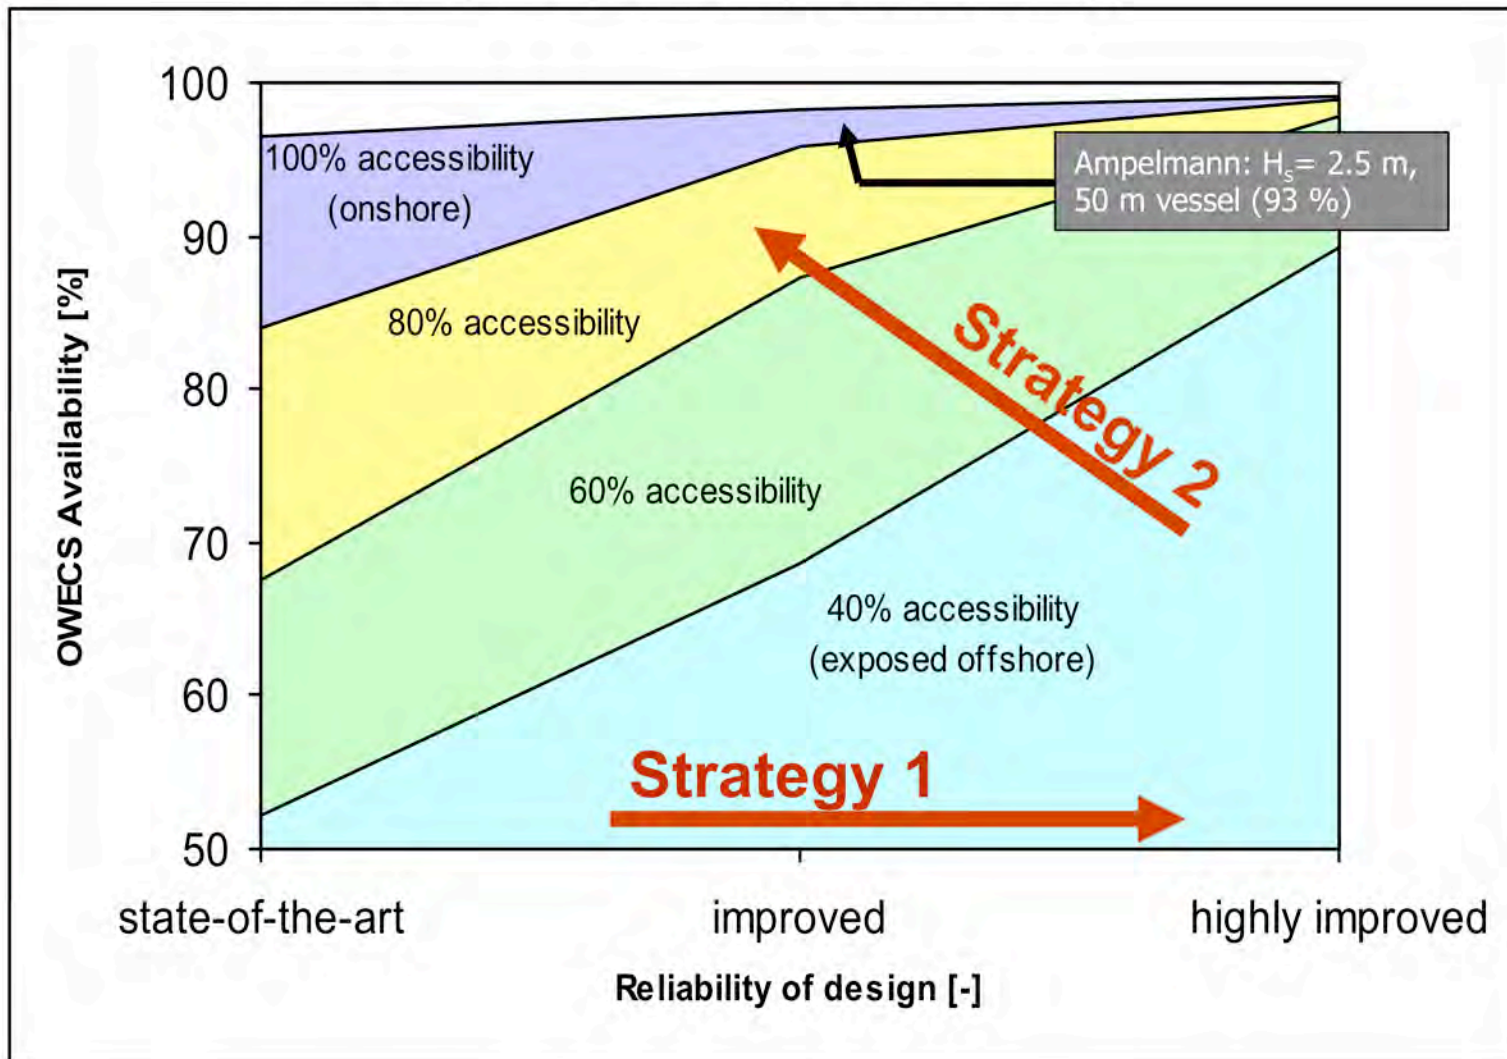 100
100% accessibility
(onshore)
Ampelmann: Hₛ= 2.5 m,
50 m vessel (93 %)
90
80% accessibility
80
Strategy 2
60% accessibility
70
40% accessibility
(exposed offshore)
60
Strategy 1
50
OWECS Availability [%]
state-of-the-art
improved
highly improved
Reliability of design [-]